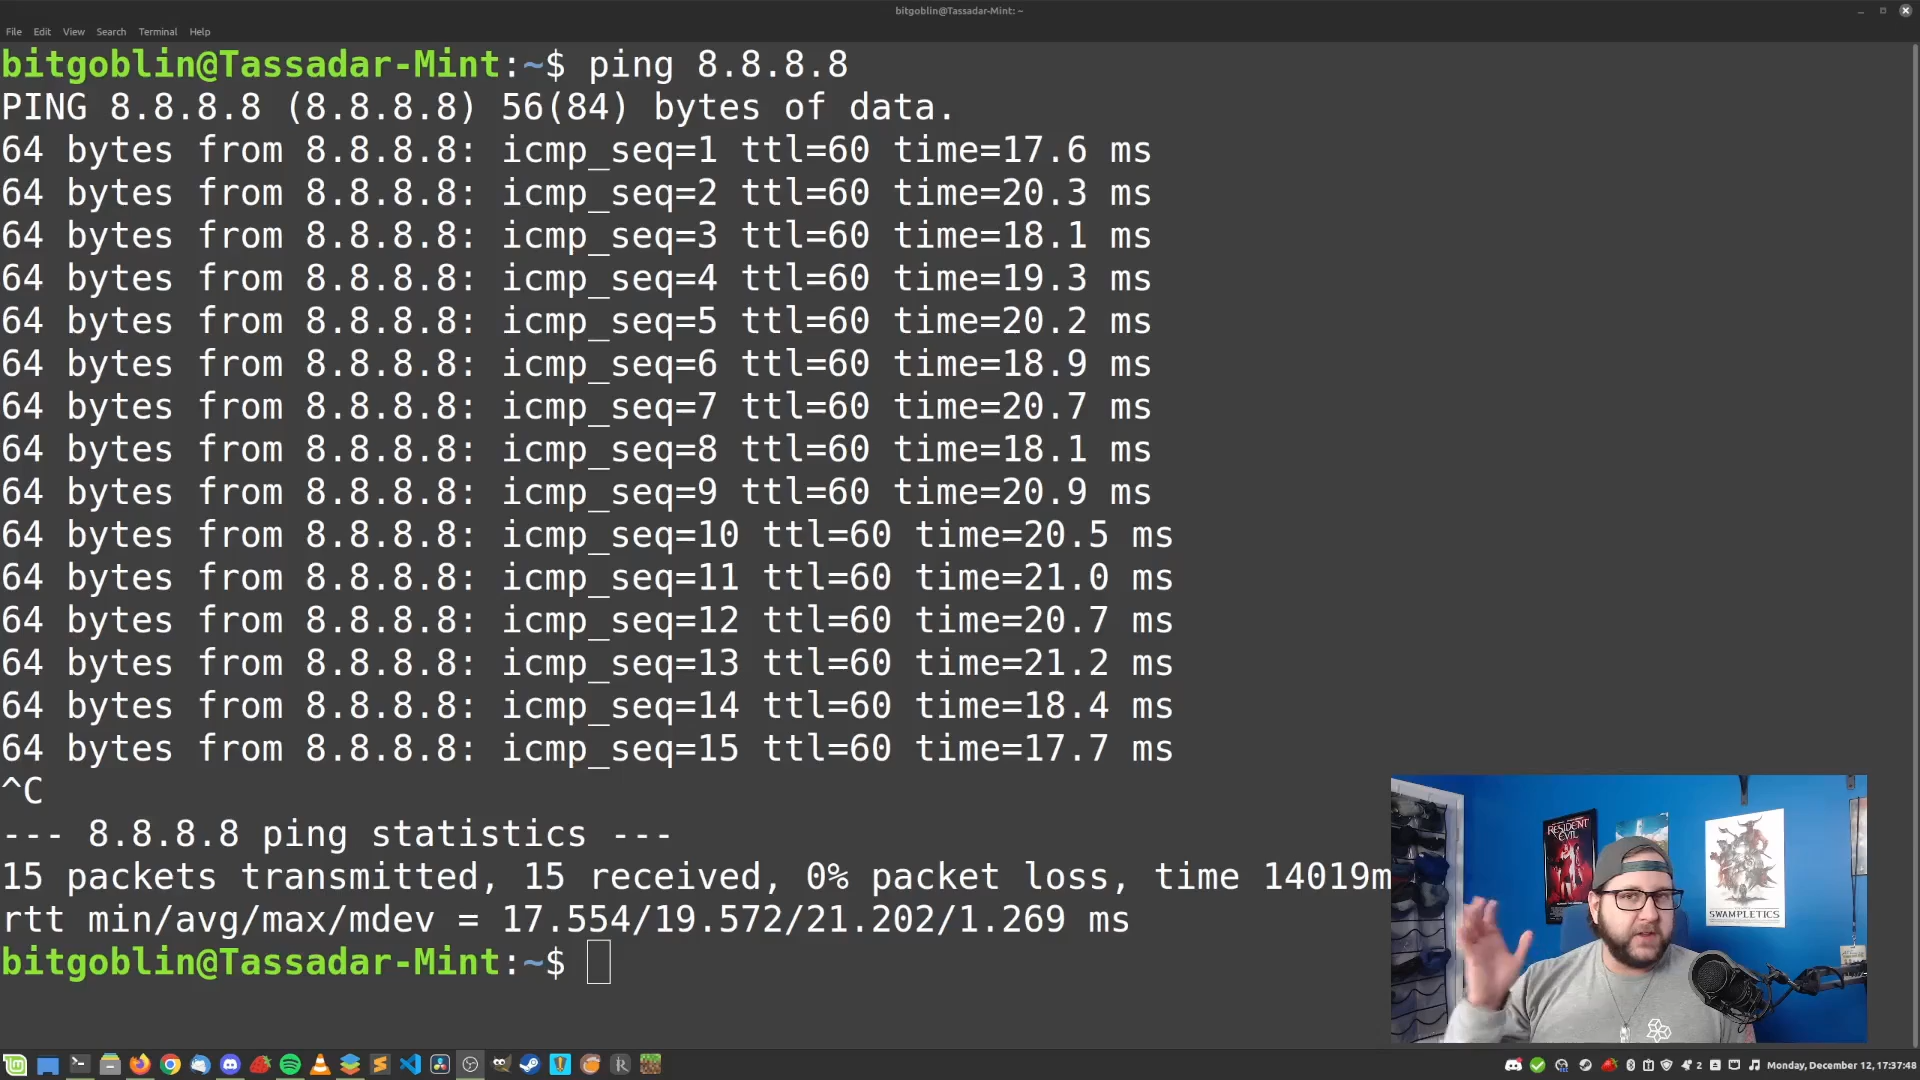 bitgoblin@Tassadar-Mint: ~
File Edit View Search Terminal Help
bitgoblin@Tassadar-Mint:~$ ping 8.8.8.8
PING 8.8.8.8 (8.8.8.8) 56(84) bytes of data.
64 bytes from 8.8.8.8: icmp_seq=1 ttl=60 time=17.6 ms
64 bytes from 8.8.8.8: icmp_seq=2 ttl=60 time=20.3 ms
64 bytes from 8.8.8.8: icmp_seq=3 ttl=60 time=18.1 ms
64 bytes from 8.8.8.8: icmp_seq=4 ttl=60 time=19.3 ms
64 bytes from 8.8.8.8: icmp_seq=5 ttl=60 time=20.2 ms
64 bytes from 8.8.8.8: icmp_seq=6 ttl=60 time=18.9 ms
64 bytes from 8.8.8.8: icmp_seq=7 ttl=60 time=20.7 ms
64 bytes from 8.8.8.8: icmp_seq=8 ttl=60 time=18.1 ms
64 bytes from 8.8.8.8: icmp_seq=9 ttl=60 time=20.9 ms
64 bytes from 8.8.8.8: icmp_seq=10 ttl=60 time=20.5 ms
64 bytes from 8.8.8.8: icmp_seq=11 ttl=60 time=21.0 ms
64 bytes from 8.8.8.8: icmp_seq=12 ttl=60 time=20.7 ms
64 bytes from 8.8.8.8: icmp_seq=13 ttl=60 time=21.2 ms
64 bytes from 8.8.8.8: icmp_seq=14 ttl=60 time=18.4 ms
64 bytes from 8.8.8.8: icmp_seq=15 ttl=60 time=17.7 ms
^C
--- 8.8.8.8 ping statistics ---
15 packets transmitted, 15 received, 0% packet loss, time 14019m
rtt min/avg/max/mdev = 17.554/19.572/21.202/1.269 ms
bitgoblin@Tassadar-Mint:~$
RESIDENT EVIL
SWAMPLETICS
2
Monday, December 12, 17:37:48